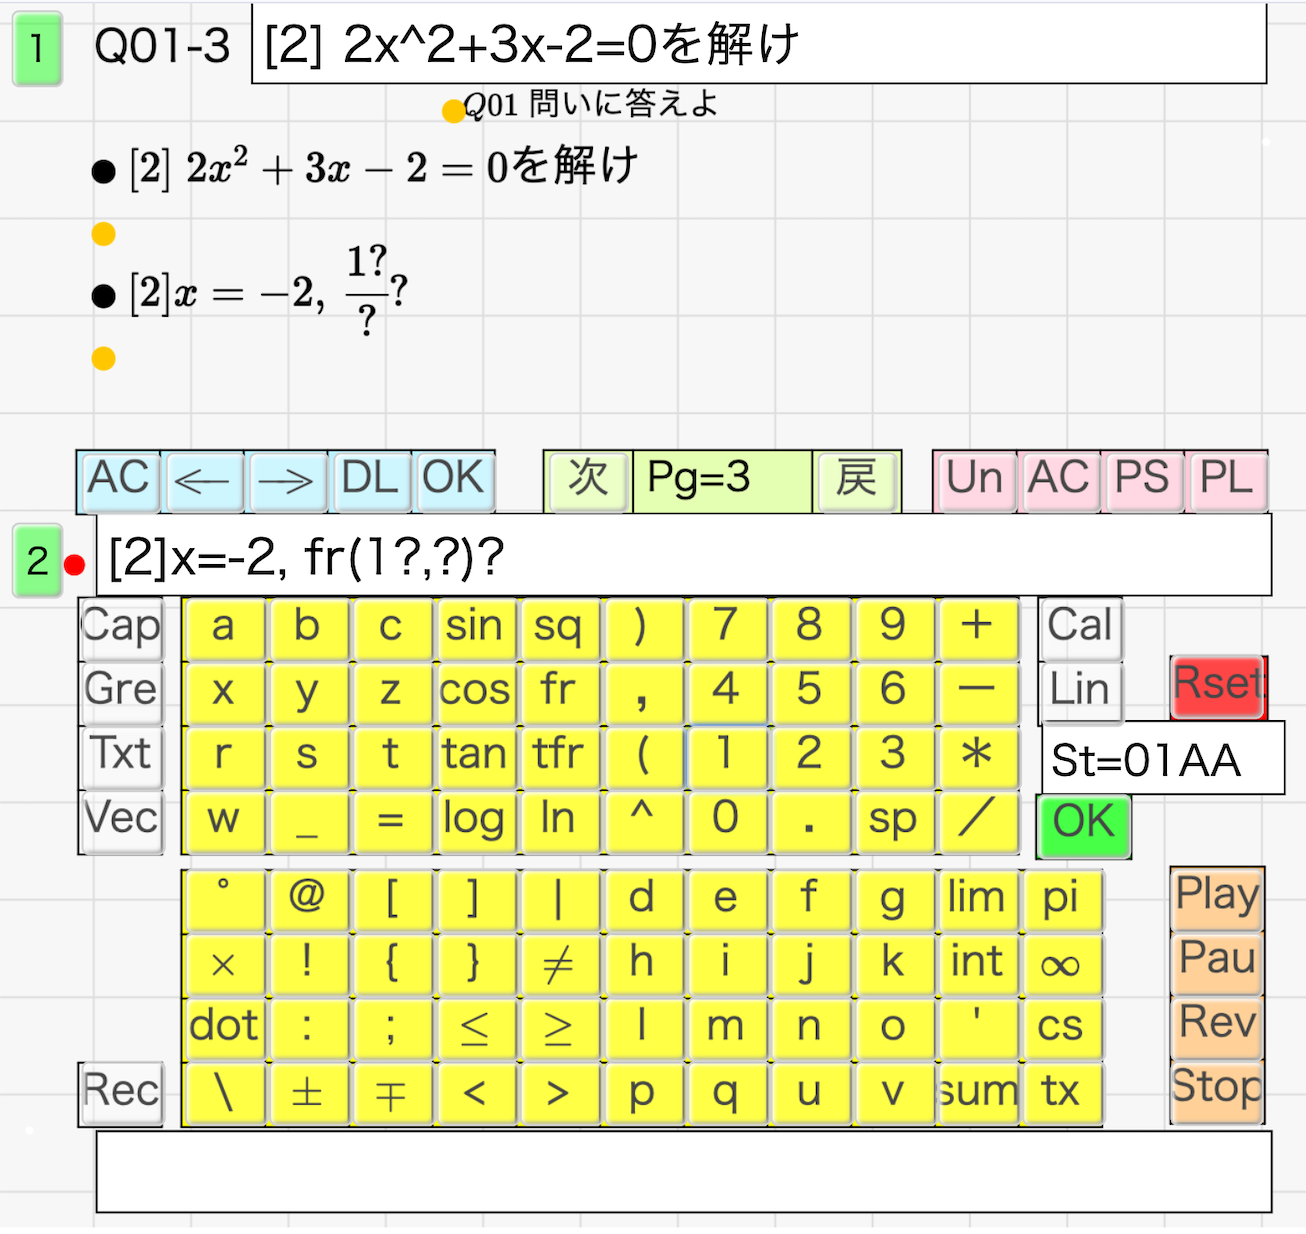 1 Q01-3 [2] 2x^2+3x-2=0を解け
Q01 問いに答えよ
[2] 2x² + 3x − 2 = 0を解け
[2]x = −2, 1?/? ?
AC ← → DL OK 次 Pg=3 戻 Un AC PS PL
2 [2]x=-2, fr(1?,?)?
Cap a b c sin sq ) 7 8 9 + Cal
Gre x y z cos fr , 4 5 6 − Lin Rset
Txt r s t tan tfr ( 1 2 3 * St=01AA
Vec w _ = log ln ^ 0 . sp / OK
° @ [ ] | d e f g lim pi Play
× ! { } ≠ h i j k int ∞ Pau
dot : ; ≤ ≥ l m n o ' cs Rev
Rec \ ± ∓ < > p q u v sum tx Stop